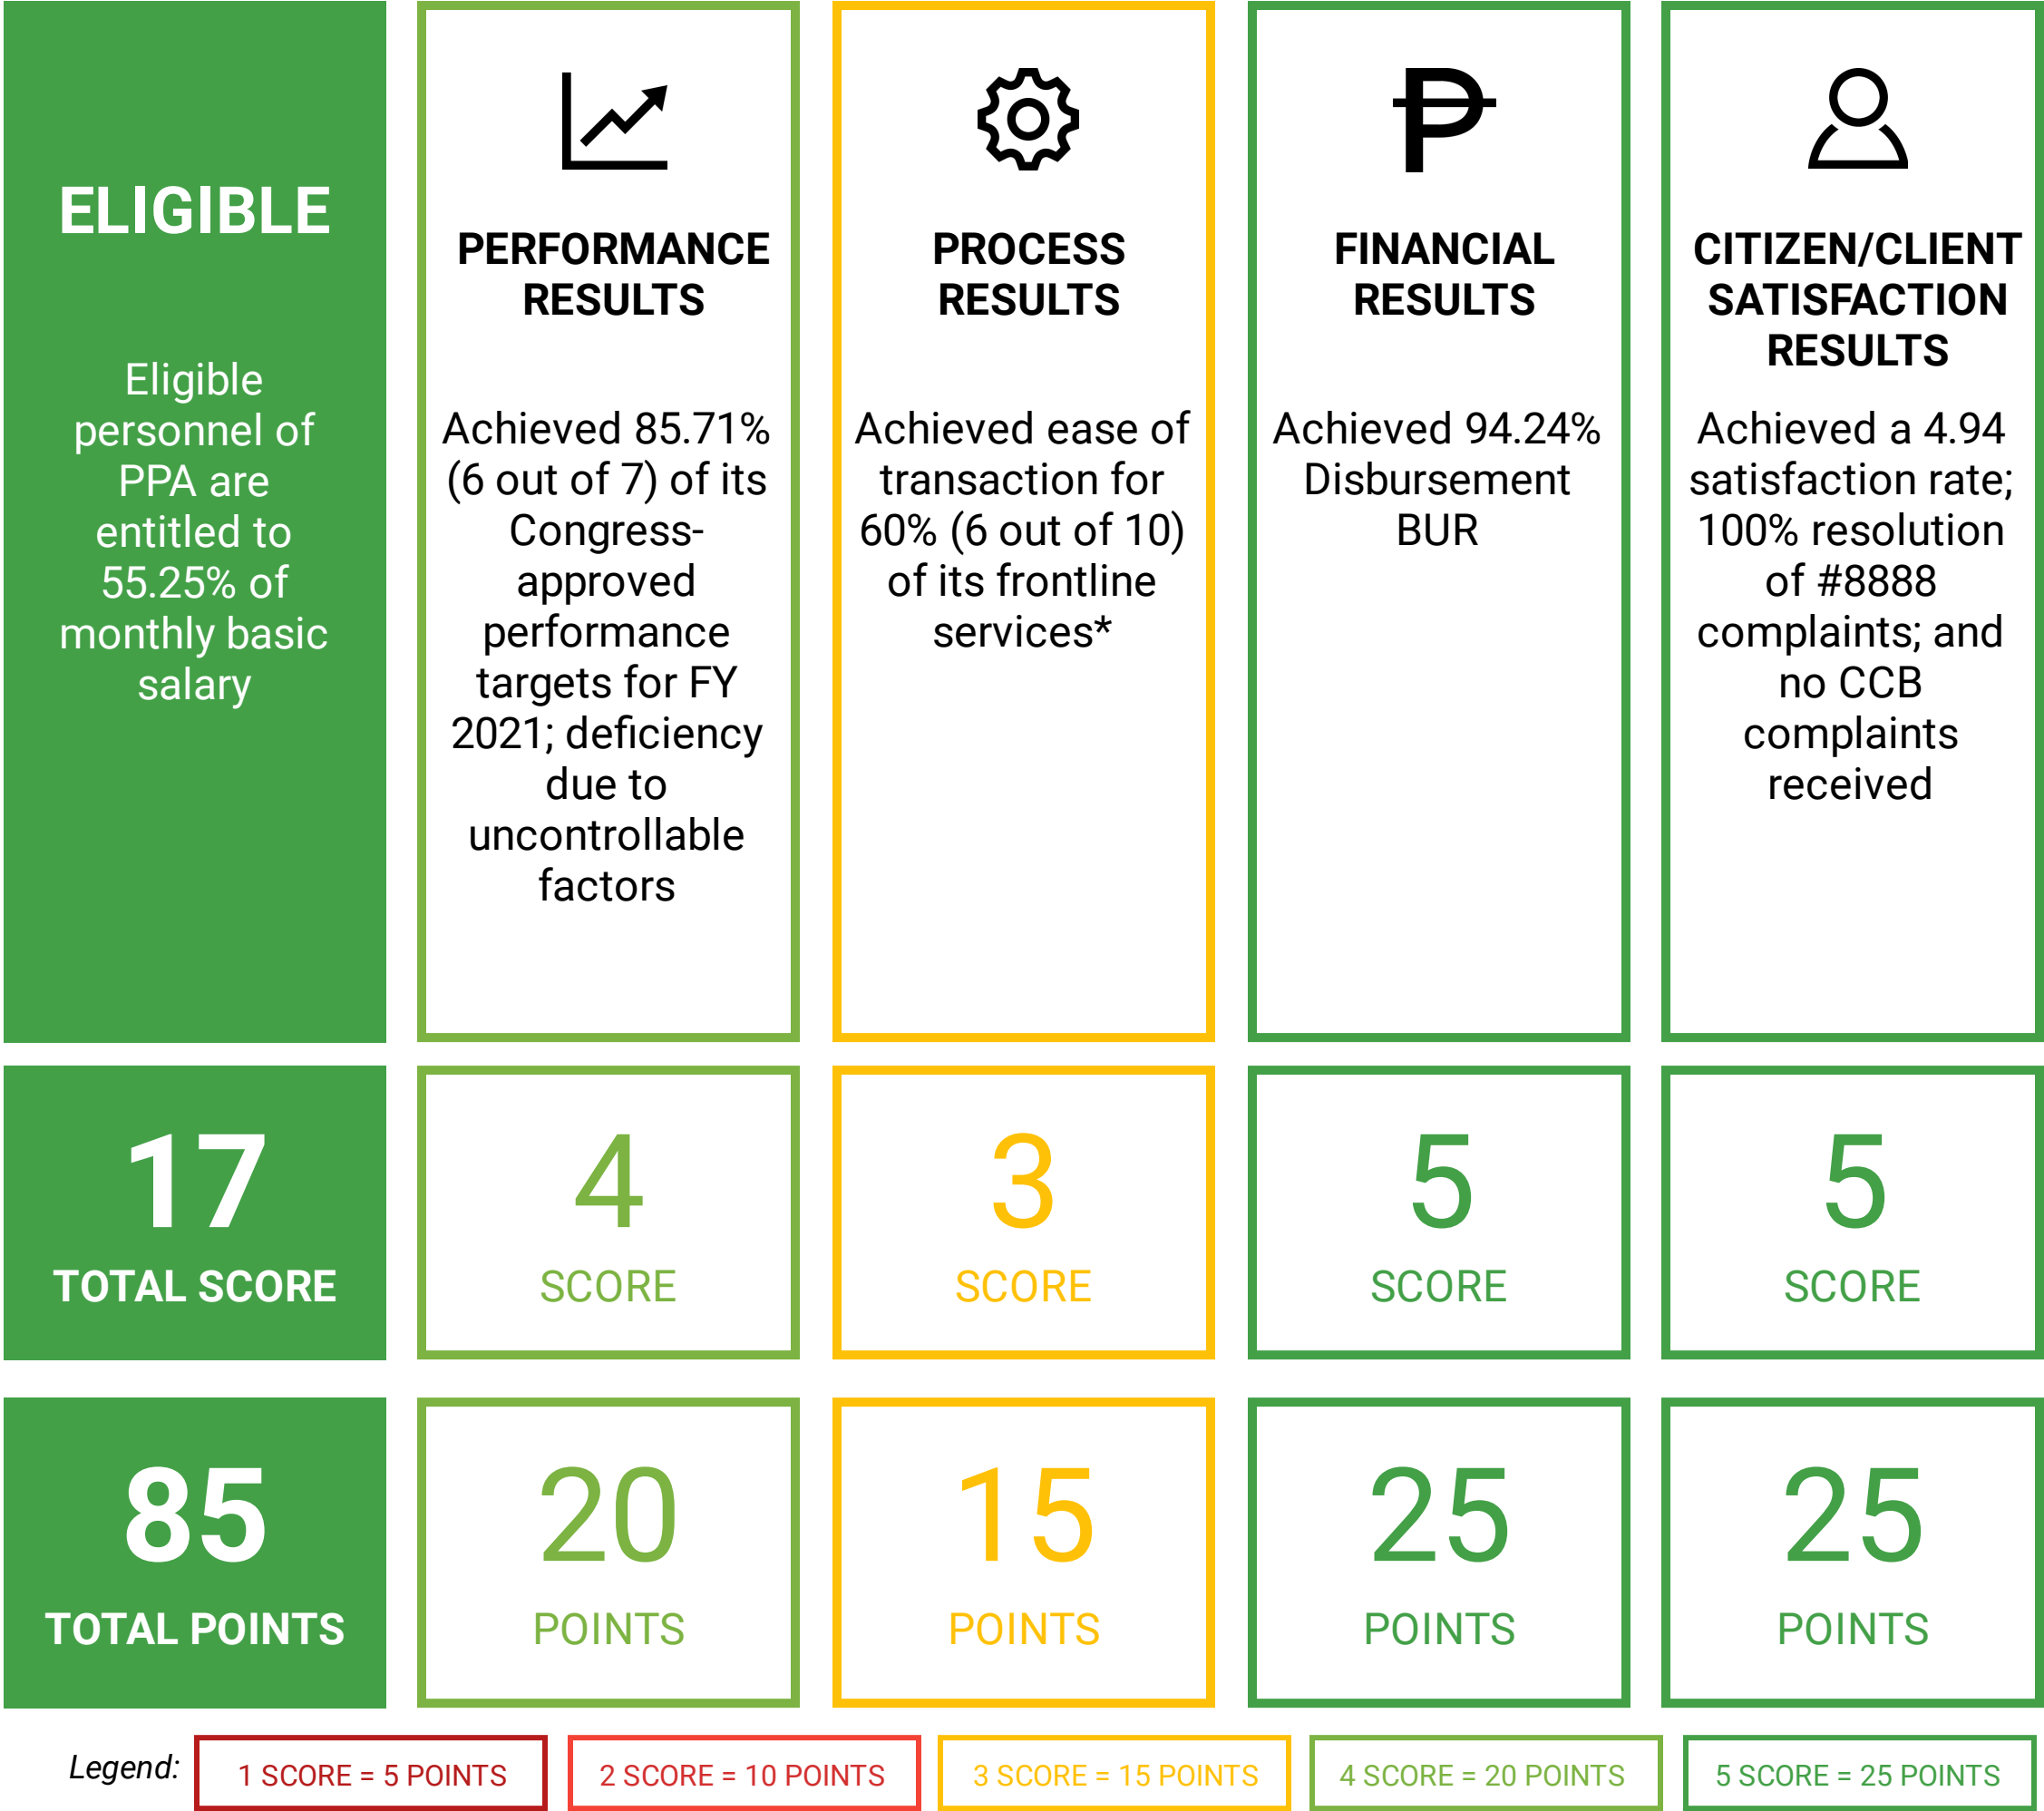 ELIGIBLE
Eligible
personnel of
PPA are
entitled to
55.25% of
monthly basic
salary
PERFORMANCE
RESULTS
Achieved 85.71%
(6 out of 7) of its
Congress-
approved
performance
targets for FY
2021; deficiency
due to
uncontrollable
factors
PROCESS
RESULTS
Achieved ease of
transaction for
60% (6 out of 10)
of its frontline
services*
₱
FINANCIAL
RESULTS
Achieved 94.24%
Disbursement
BUR
CITIZEN/CLIENT
SATISFACTION
RESULTS
Achieved a 4.94
satisfaction rate;
100% resolution
of #8888
complaints; and
no CCB
complaints
received
17
TOTAL SCORE
4
SCORE
3
SCORE
5
SCORE
5
SCORE
85
TOTAL POINTS
20
POINTS
15
POINTS
25
POINTS
25
POINTS
Legend:
1 SCORE = 5 POINTS
2 SCORE = 10 POINTS
3 SCORE = 15 POINTS
4 SCORE = 20 POINTS
5 SCORE = 25 POINTS